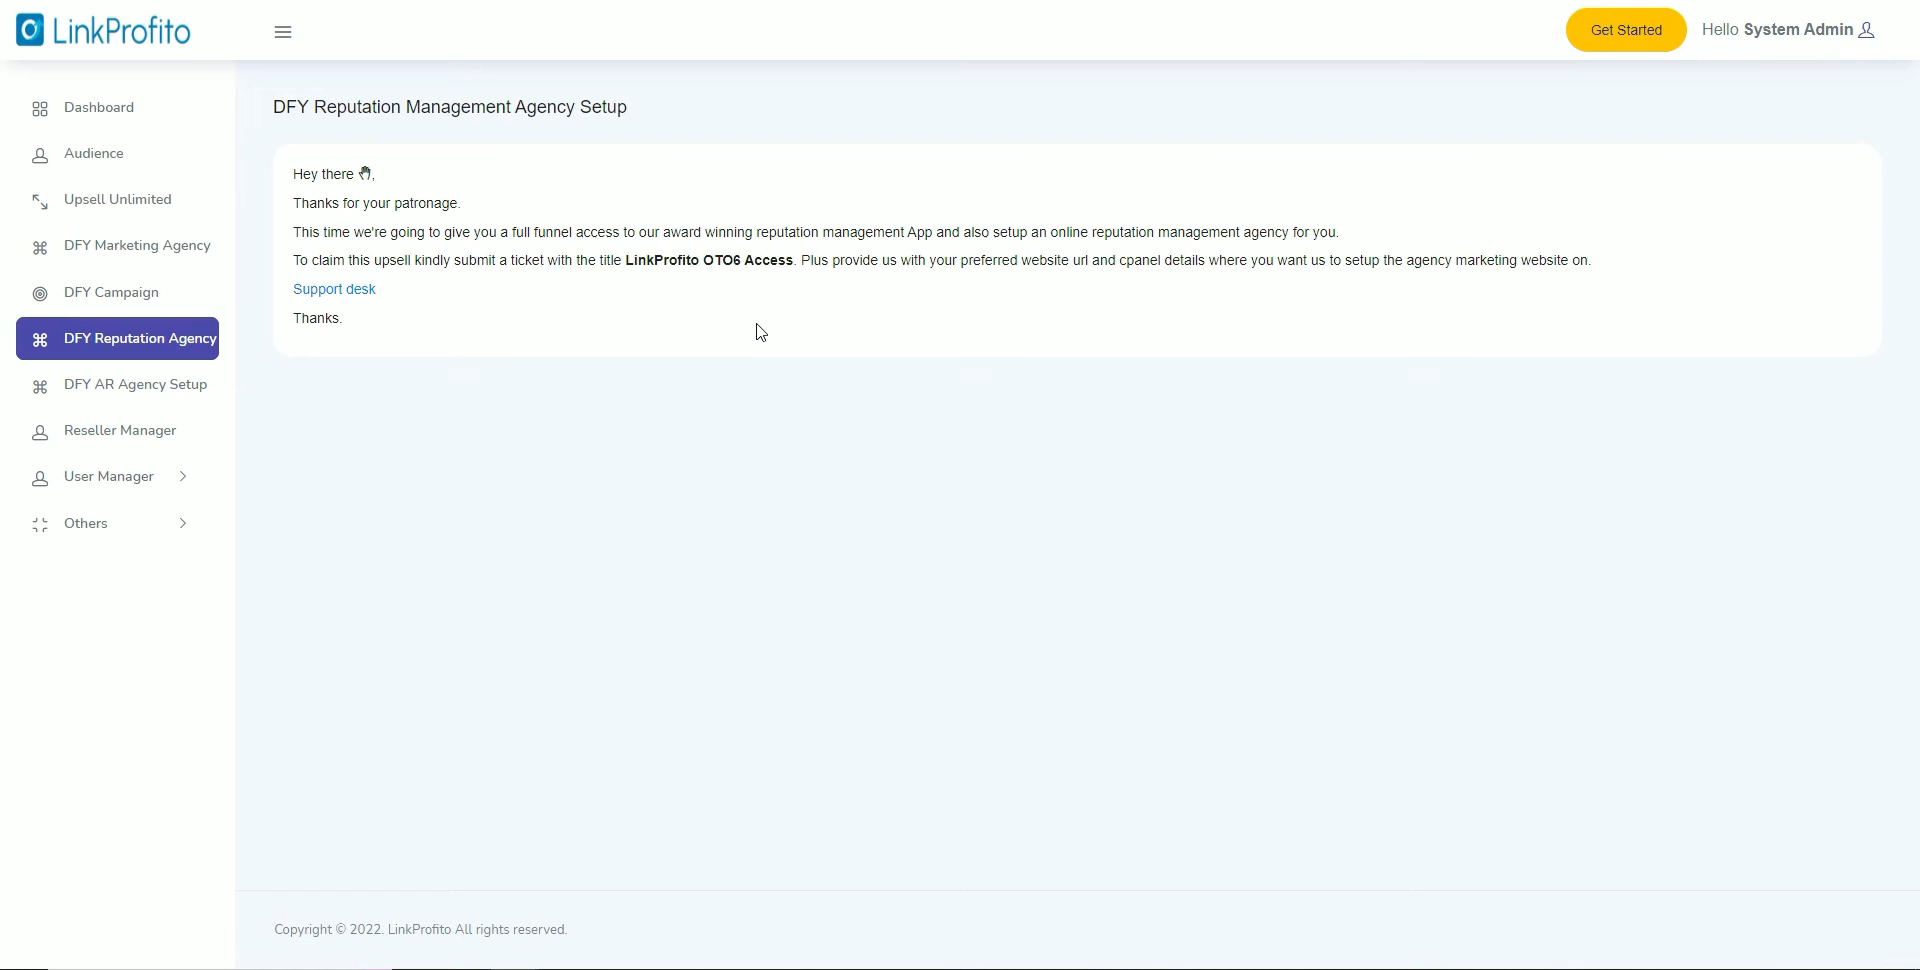 LinkProfito
Get Started
Hello System Admin
Dashboard
Audience
Upsell Unlimited
DFY Marketing Agency
DFY Campaign
DFY Reputation Agency
DFY AR Agency Setup
Reseller Manager
User Manager
Others
DFY Reputation Management Agency Setup
Hey there 🖐,
Thanks for your patronage.
This time we're going to give you a full funnel access to our award winning reputation management App and also setup an online reputation management agency for you.
To claim this upsell kindly submit a ticket with the title LinkProfito OTO6 Access. Plus provide us with your preferred website url and cpanel details where you want us to setup the agency marketing website on.
Support desk
Thanks.
Copyright © 2022. LinkProfito All rights reserved.